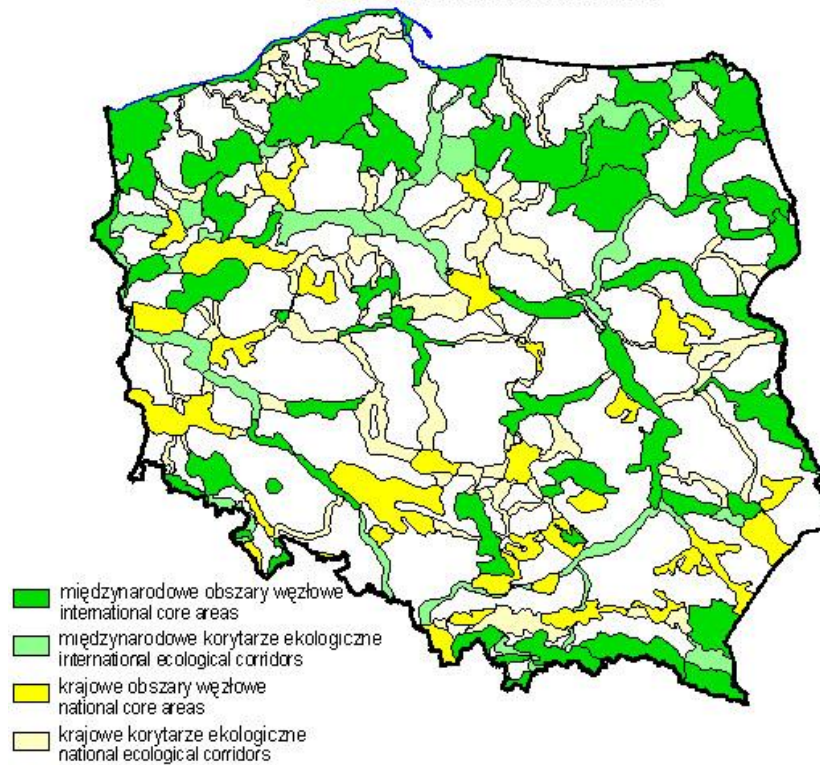 międzynarodowe obszary węzłowe
international core areas
międzynarodowe korytarze ekologiczne
international ecological corridors
krajowe obszary węzłowe
national core areas
krajowe korytarze ekologiczne
national ecological corridors